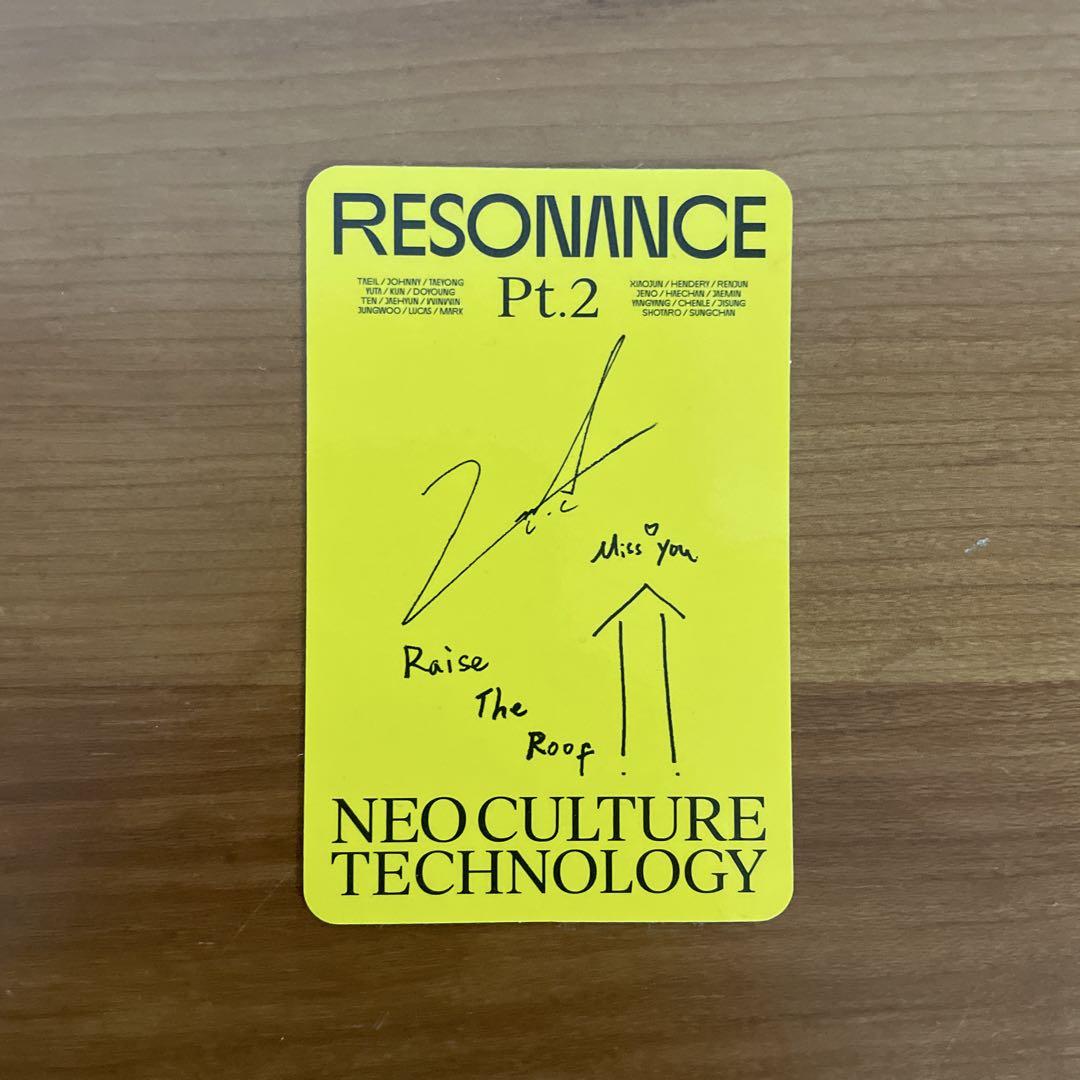 RESONANCE
Pt.2
TAEIL / JOHNNY / TAEYONG
YUTA / KUN / DOYOUNG
TEN / JAEHYUN / WINWIN
JUNGWOO / LUCAS / MARK
XIAOJUN / HENDERY / RENJUN
JENO / HAECHAN / JAEMIN
YANGYANG / CHENLE / JISUNG
SHOTARO / SUNGCHAN
Miss you
Raise
The
Roof !!
NEO CULTURE
TECHNOLOGY